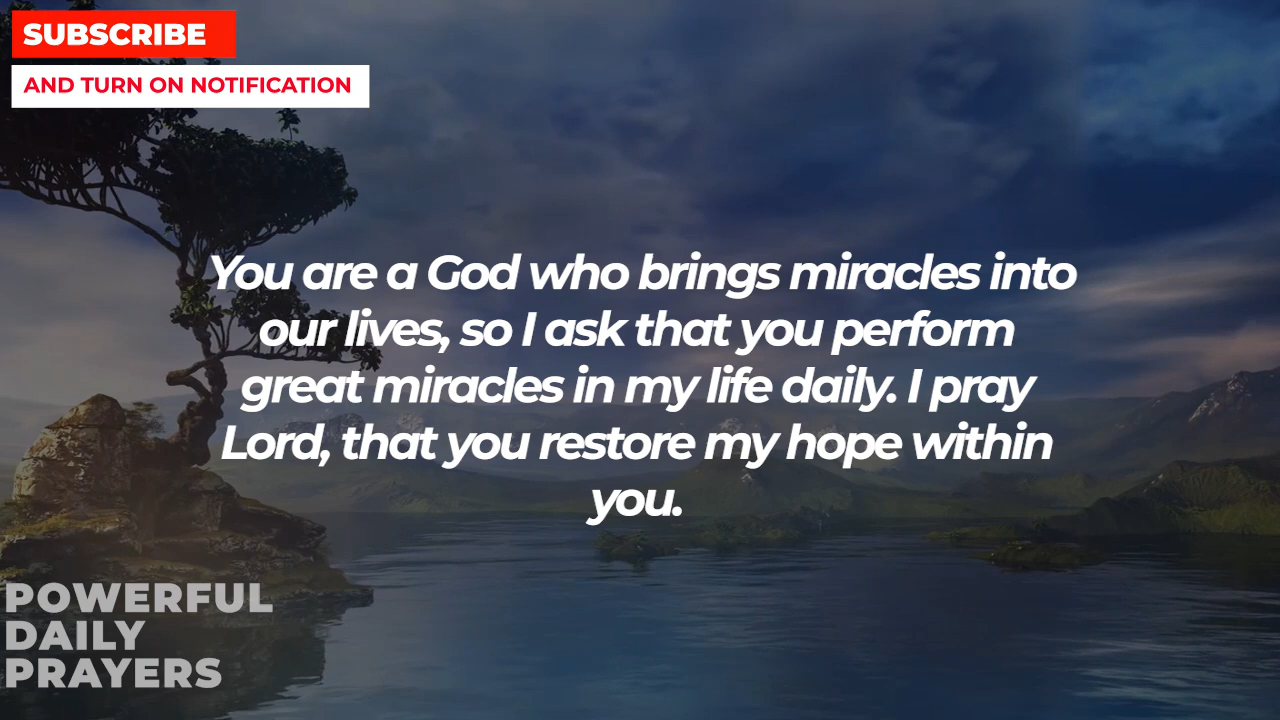 SUBSCRIBE
AND TURN ON NOTIFICATION
You are a God who brings miracles into
our lives, so I ask that you perform
great miracles in my life daily. I pray
Lord, that you restore my hope within
you.
POWERFUL
DAILY
PRAYERS